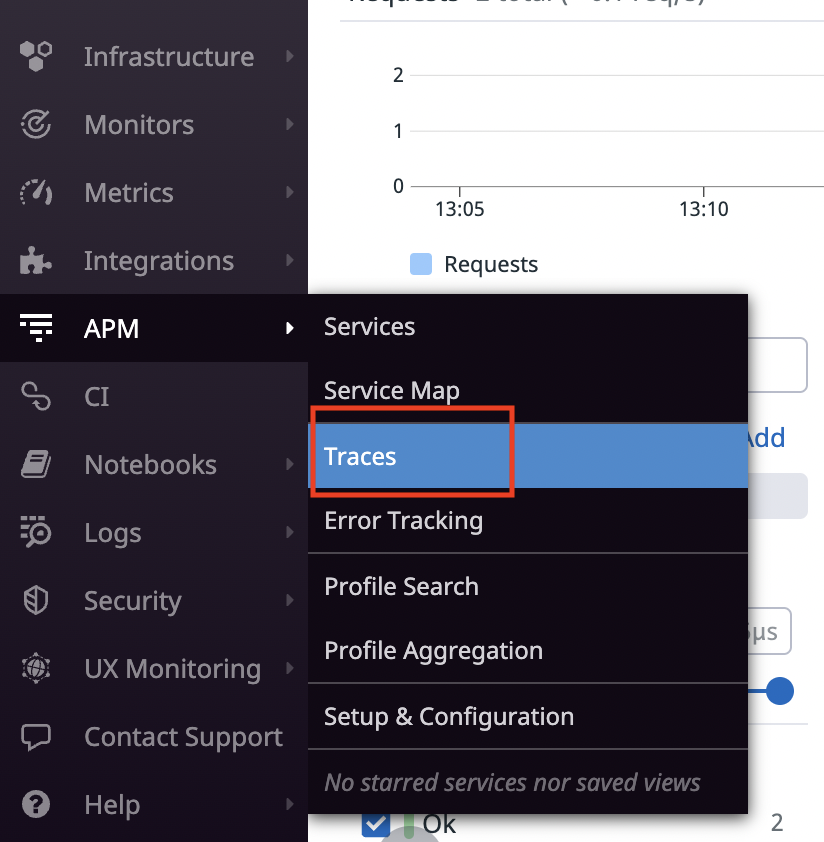 Infrastructure
Monitors
Metrics
Integrations
APM
CI
Notebooks
Logs
Security
UX Monitoring
Contact Support
Help
2
1
0
13:05
13:10
Requests
Services
Service Map
Traces
Error Tracking
Profile Search
Profile Aggregation
Setup & Configuration
No starred services nor saved views
Add
µs
Ok
2